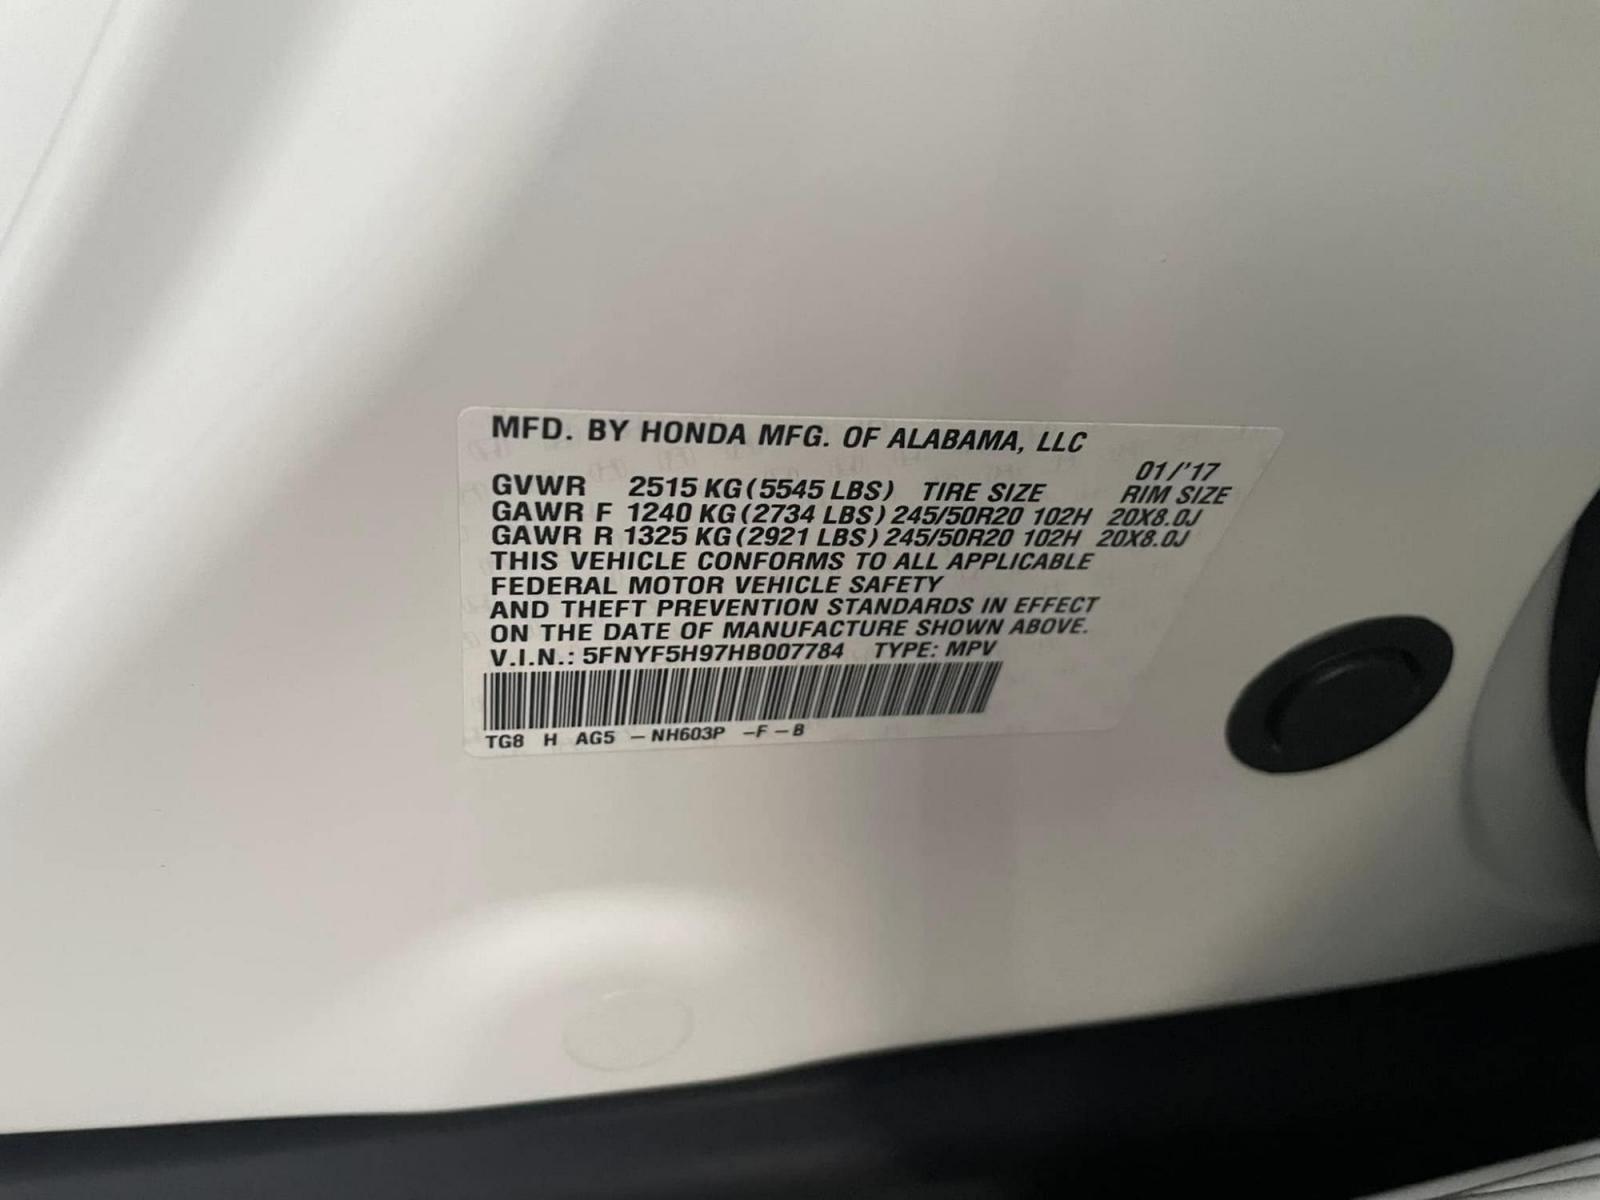 MFD. BY HONDA MFG. OF ALABAMA, LLC
01/'17
GVWR 2515 KG (5545 LBS) TIRE SIZE RIM SIZE
GAWR F 1240 KG (2734 LBS) 245/50R20 102H 20X8.0J
GAWR R 1325 KG (2921 LBS) 245/50R20 102H 20X8.0J
THIS VEHICLE CONFORMS TO ALL APPLICABLE
FEDERAL MOTOR VEHICLE SAFETY
AND THEFT PREVENTION STANDARDS IN EFFECT
ON THE DATE OF MANUFACTURE SHOWN ABOVE.
V.I.N.: 5FNYF5H97HB007784 TYPE: MPV
TG8 H AG5 – NH603P –F – B